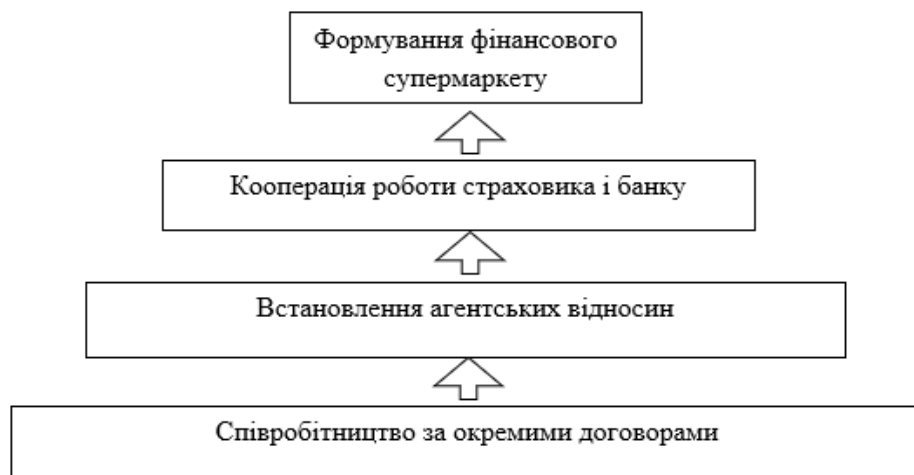 Формування фінансового
супермаркету
Кооперація роботи страховика і банку
Встановлення агентських відносин
Співробітництво за окремими договорами